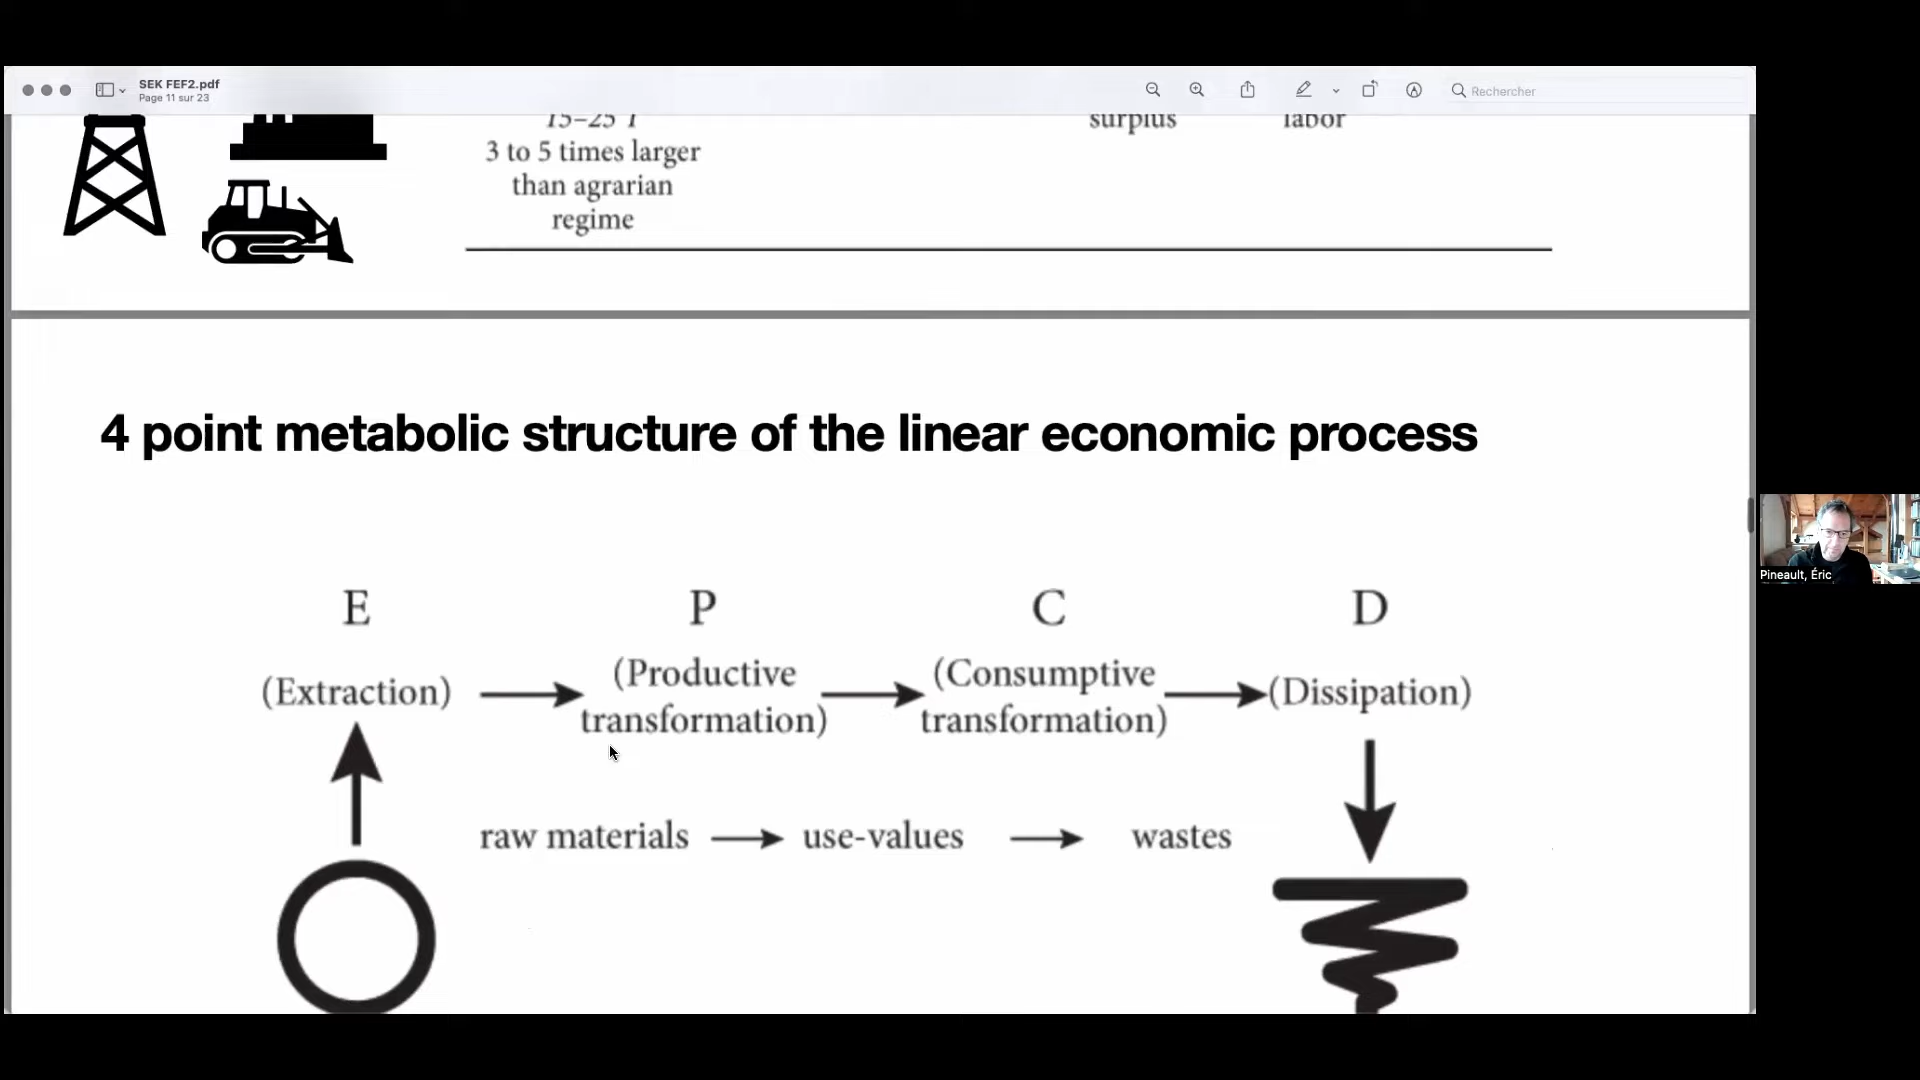 SEK FEF2.pdf
Page 11 sur 23
Rechercher
15–25 T
3 to 5 times larger
than agrarian
regime
surplus
labor
4 point metabolic structure of the linear economic process
E
P
C
D
(Extraction)
(Productive
transformation)
(Consumptive
transformation)
(Dissipation)
raw materials
use-values
wastes
Pineault, Éric